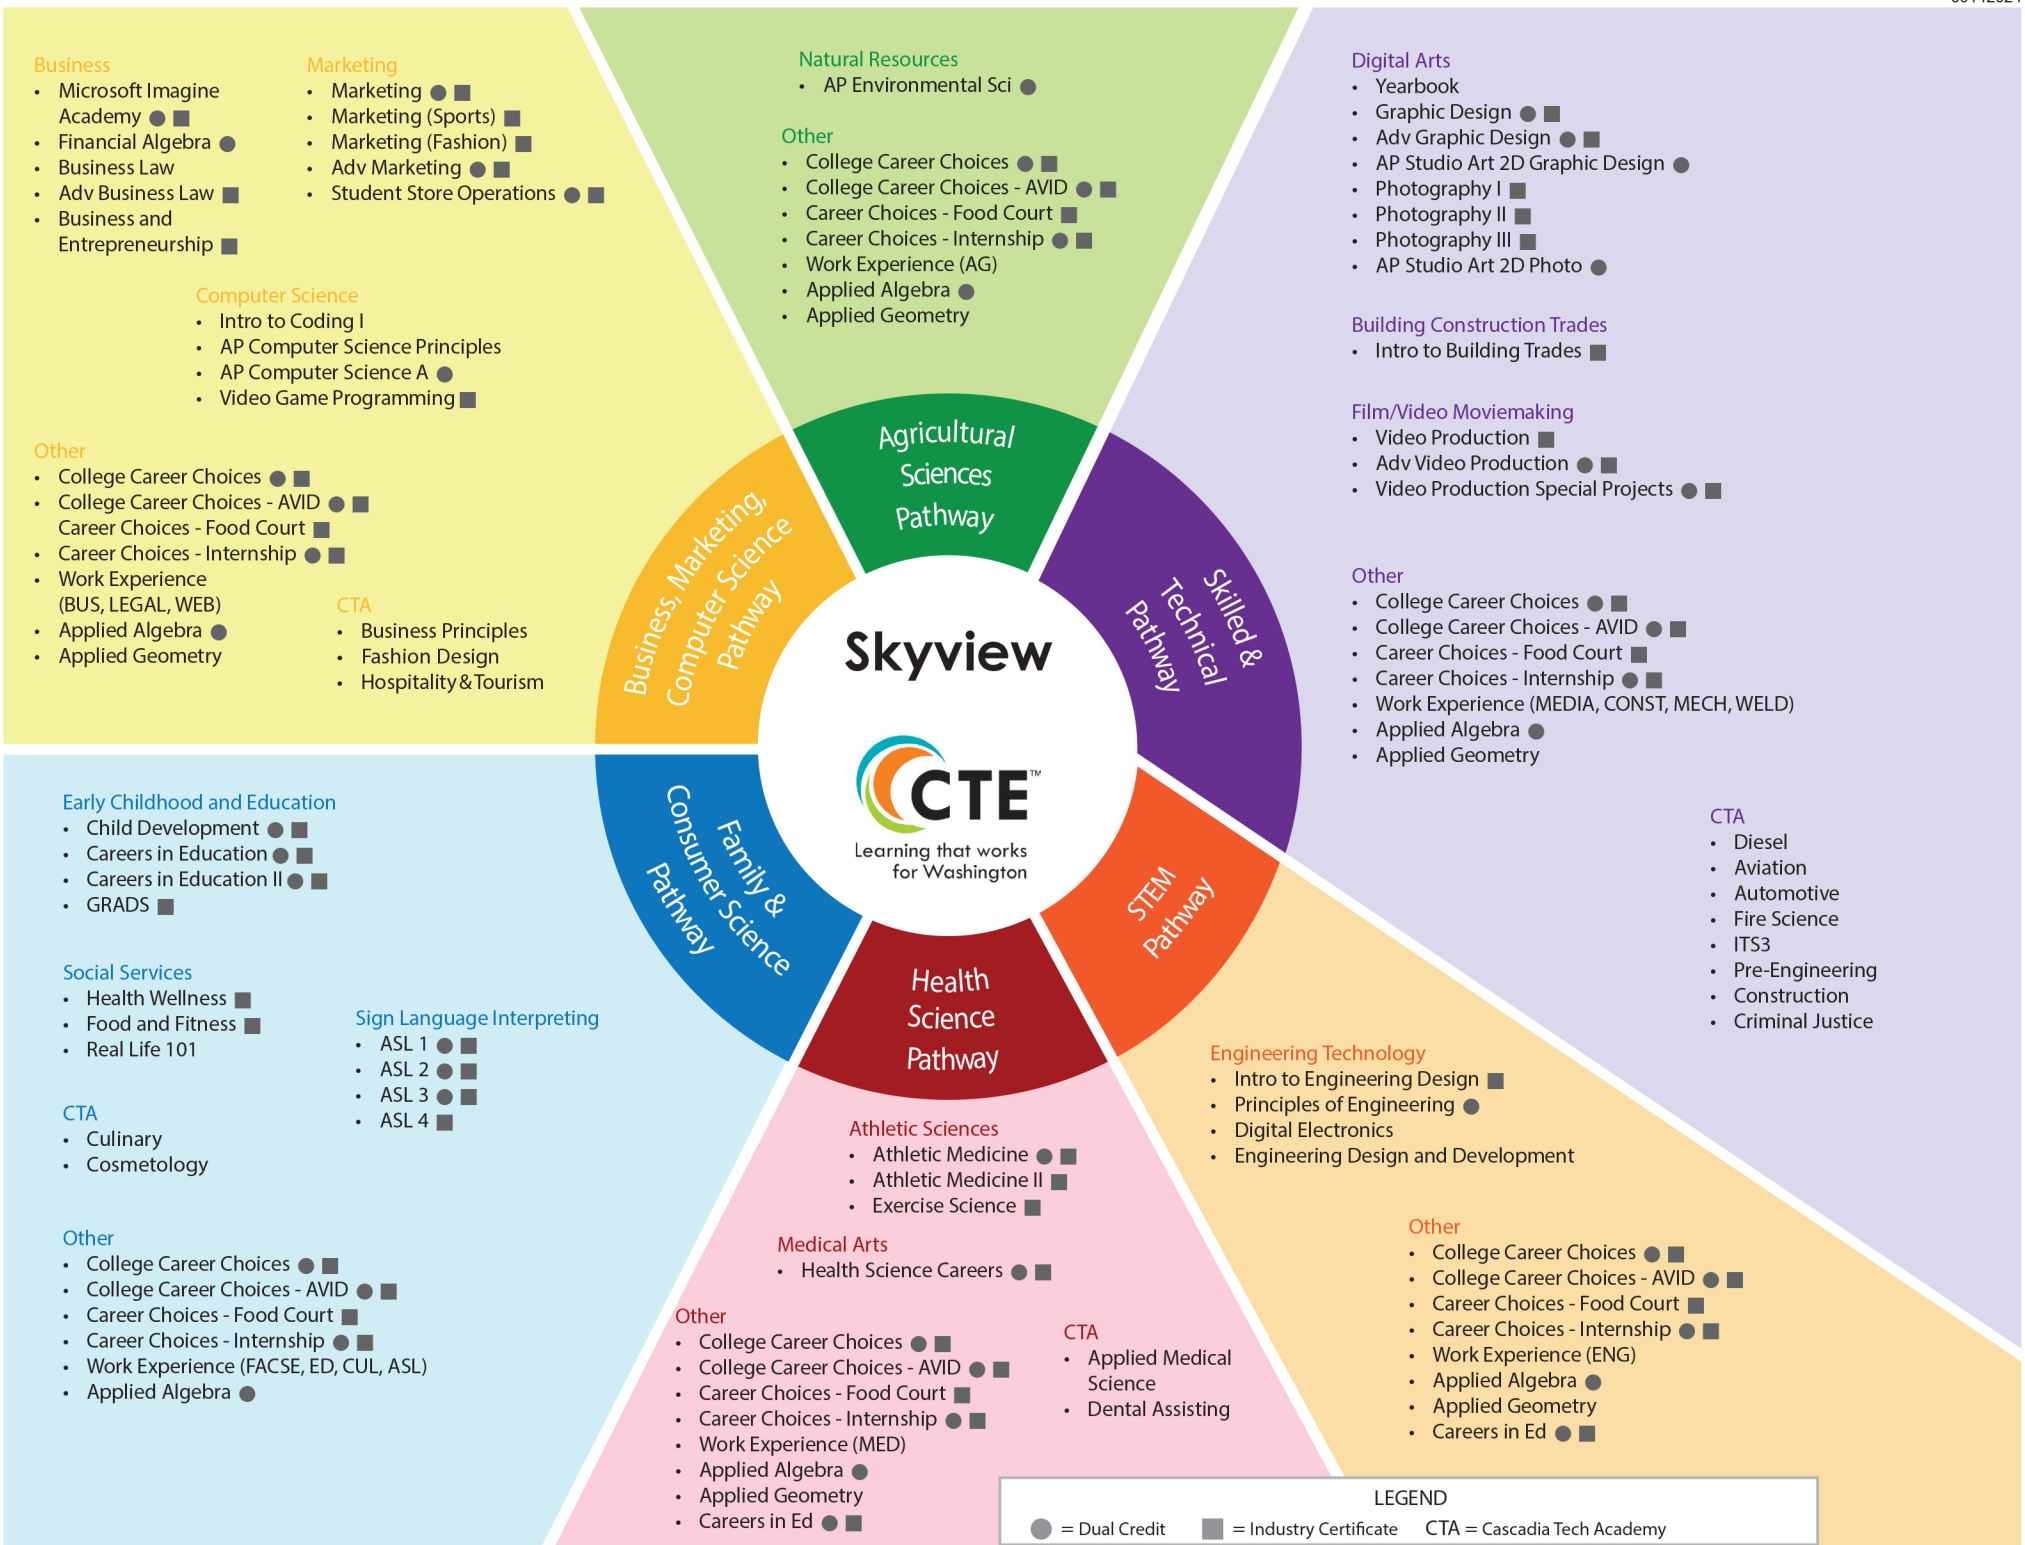 Business
• Microsoft Imagine
Academy
• Financial Algebra
• Business Law
• Adv Business Law
• Business and
Entrepreneurship
Marketing
• Marketing
• Marketing (Sports)
• Marketing (Fashion)
• Adv Marketing
• Student Store Operations
Computer Science
• Intro to Coding I
• AP Computer Science Principles
• AP Computer Science A
• Video Game Programming
Other
• College Career Choices
• College Career Choices - AVID
Career Choices - Food Court
• Career Choices - Internship
• Work Experience
(BUS, LEGAL, WEB)
• Applied Algebra
• Applied Geometry
CTA
• Business Principles
• Fashion Design
• Hospitality & Tourism
Natural Resources
• AP Environmental Sci
Other
• College Career Choices
• College Career Choices - AVID
• Career Choices - Food Court
• Career Choices - Internship
• Work Experience (AG)
• Applied Algebra
• Applied Geometry
Digital Arts
• Yearbook
• Graphic Design
• Adv Graphic Design
• AP Studio Art 2D Graphic Design
• Photography I
• Photography II
• Photography III
• AP Studio Art 2D Photo
Building Construction Trades
• Intro to Building Trades
Film/Video Moviemaking
• Video Production
• Adv Video Production
• Video Production Special Projects
Other
• College Career Choices
• College Career Choices - AVID
• Career Choices - Food Court
• Career Choices - Internship
• Work Experience (MEDIA, CONST, MECH, WELD)
• Applied Algebra
• Applied Geometry
CTA
• Diesel
• Aviation
• Automotive
• Fire Science
• ITS3
• Pre-Engineering
• Construction
• Criminal Justice
Business, Marketing,
Computer Science
Pathway
Agricultural
Sciences
Pathway
Skilled &
Technical
Pathway
Skyview
CTE™
Learning that works
for Washington
Family &
Consumer Science
Pathway
Health
Science
Pathway
STEM
Pathway
Early Childhood and Education
• Child Development
• Careers in Education
• Careers in Education II
• GRADS
Social Services
• Health Wellness
• Food and Fitness
• Real Life 101
Sign Language Interpreting
• ASL 1
• ASL 2
• ASL 3
• ASL 4
CTA
• Culinary
• Cosmetology
Other
• College Career Choices
• College Career Choices - AVID
• Career Choices - Food Court
• Career Choices - Internship
• Work Experience (FACSE, ED, CUL, ASL)
• Applied Algebra
Athletic Sciences
• Athletic Medicine
• Athletic Medicine II
• Exercise Science
Medical Arts
• Health Science Careers
Other
• College Career Choices
• College Career Choices - AVID
• Career Choices - Food Court
• Career Choices - Internship
• Work Experience (MED)
• Applied Algebra
• Applied Geometry
• Careers in Ed
CTA
• Applied Medical
Science
• Dental Assisting
Engineering Technology
• Intro to Engineering Design
• Principles of Engineering
• Digital Electronics
• Engineering Design and Development
Other
• College Career Choices
• College Career Choices - AVID
• Career Choices - Food Court
• Career Choices - Internship
• Work Experience (ENG)
• Applied Algebra
• Applied Geometry
• Careers in Ed
LEGEND
= Dual Credit = Industry Certificate CTA = Cascadia Tech Academy